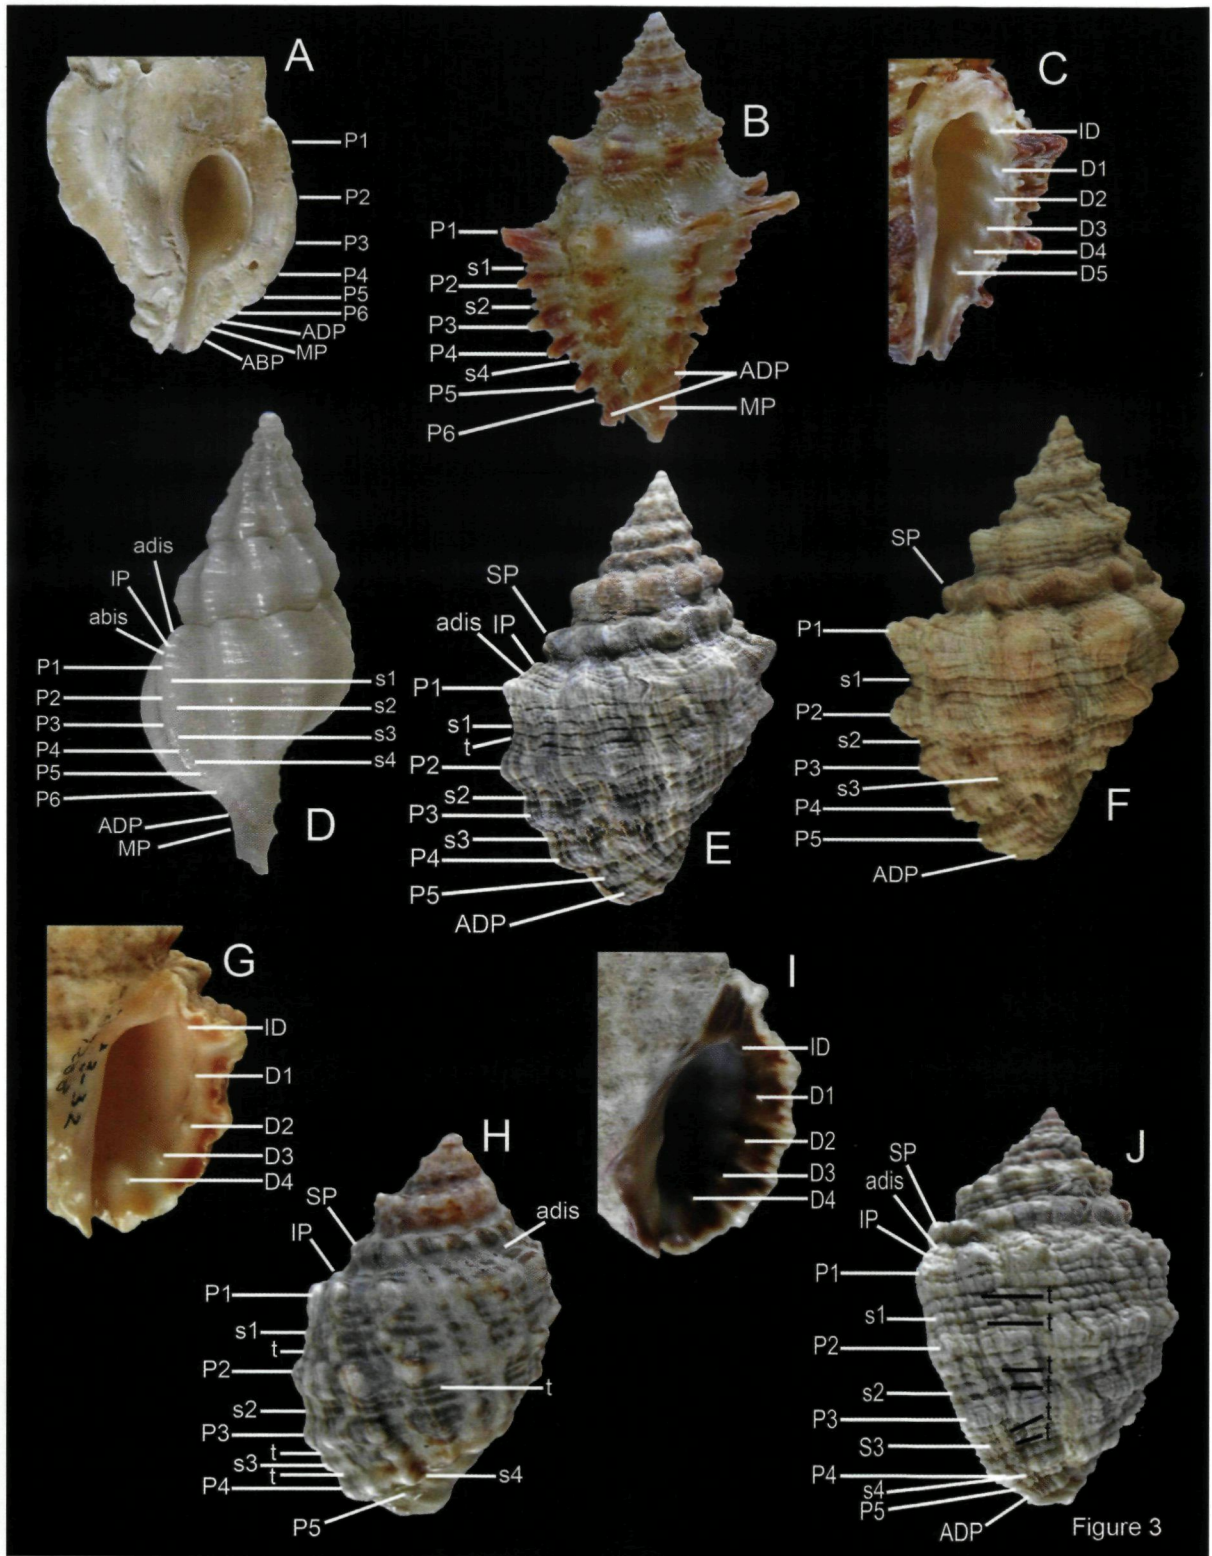 A
P1
P2
P3
P4
P5
P6
ADP
MP
ABP
B
P1
s1
P2
s2
P3
P4
s4
P5
P6
ADP
MP
C
ID
D1
D2
D3
D4
D5
adis
IP
abis
P1
P2
P3
P4
P5
P6
ADP
MP
s1
s2
s3
s4
D
SP
adis IP
P1
s1
t
P2
s2
P3
s3
P4
P5
ADP
E
SP
P1
s1
P2
s2
P3
s3
P4
P5
ADP
F
G
ID
D1
D2
D3
D4
H
SP
IP
adis
P1
s1
t
P2
t
s2
P3
t
s3
t
P4
s4
P5
I
ID
D1
D2
D3
D4
J
SP
adis
IP
P1
s1
P2
s2
P3
S3
P4
s4
P5
ADP
t
t
t
t
t
t
Figure 3